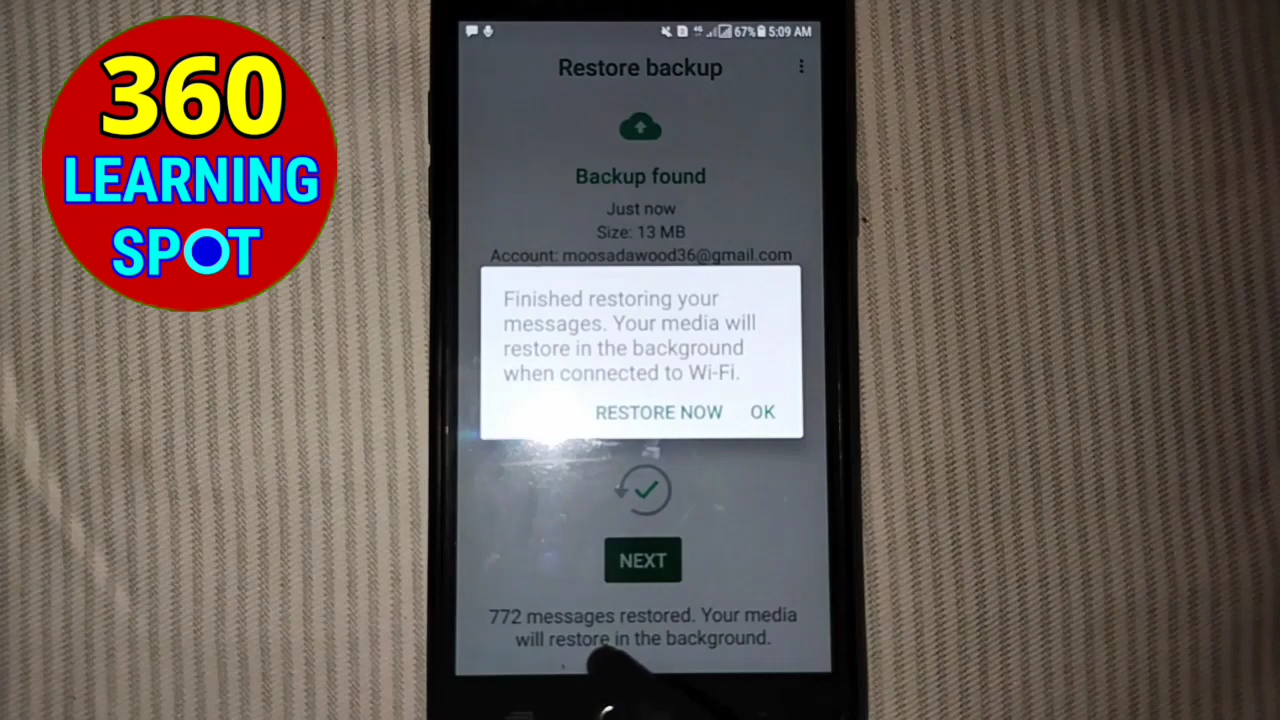 360
LEARNING
SPOT
4G
67%
5:09 AM
Restore backup
Backup found
Just now
Size: 13 MB
Account: moosadawood36@gmail.com
Finished restoring your
messages. Your media will
restore in the background
when connected to Wi-Fi.
RESTORE NOW OK
NEXT
772 messages restored. Your media
will restore in the background.